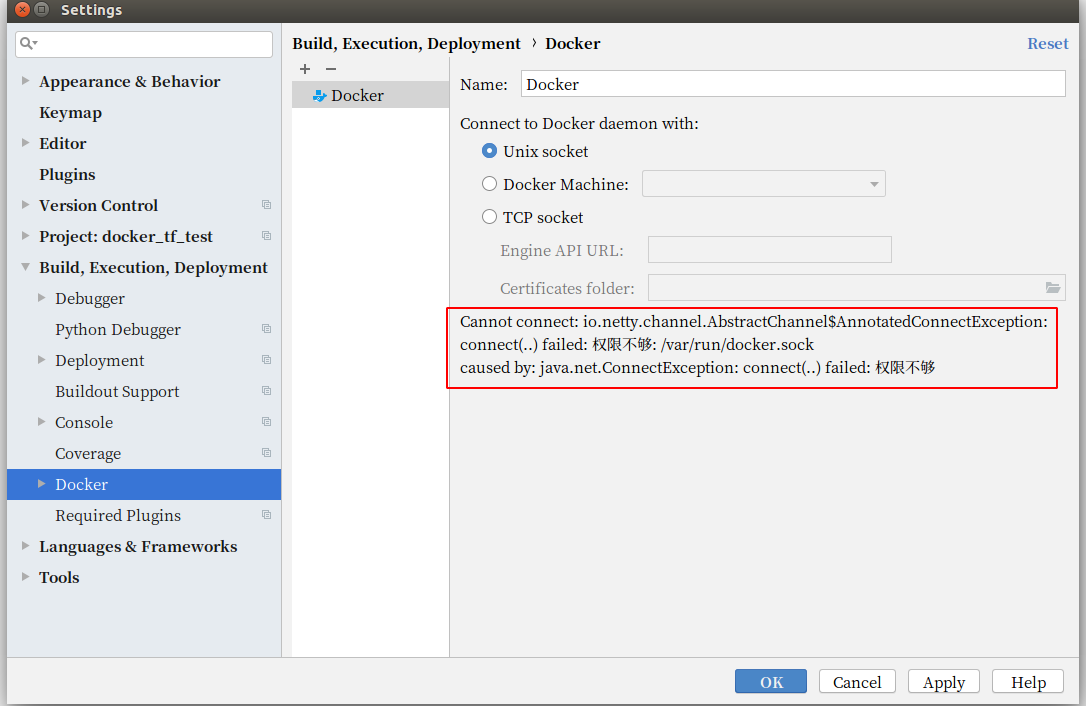 Settings
Appearance & Behavior
Keymap
Editor
Plugins
Version Control
Project: docker_tf_test
Build, Execution, Deployment
Debugger
Python Debugger
Deployment
Buildout Support
Console
Coverage
Docker
Required Plugins
Languages & Frameworks
Tools
Build, Execution, Deployment › Docker
Reset
Docker
Name: Docker
Connect to Docker daemon with:
Unix socket
Docker Machine:
TCP socket
Engine API URL:
Certificates folder:
Cannot connect: io.netty.channel.AbstractChannel$AnnotatedConnectException:
connect(..) failed: 权限不够: /var/run/docker.sock
caused by: java.net.ConnectException: connect(..) failed: 权限不够
OK Cancel Apply Help